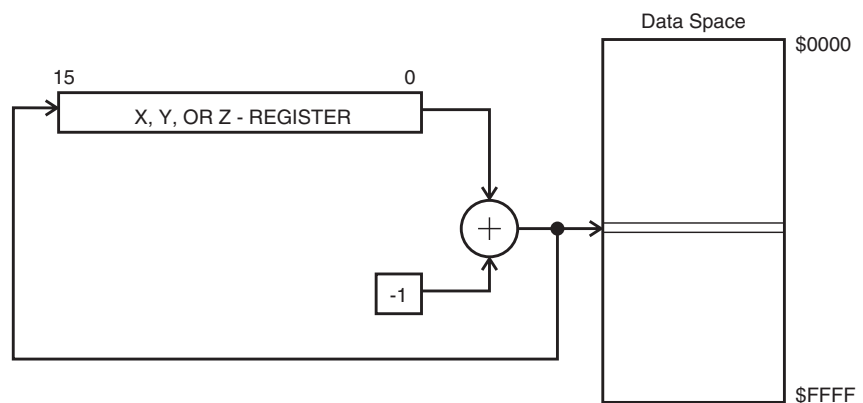 Data Space
$0000
15
0
X, Y, OR Z - REGISTER
+
-1
$FFFF